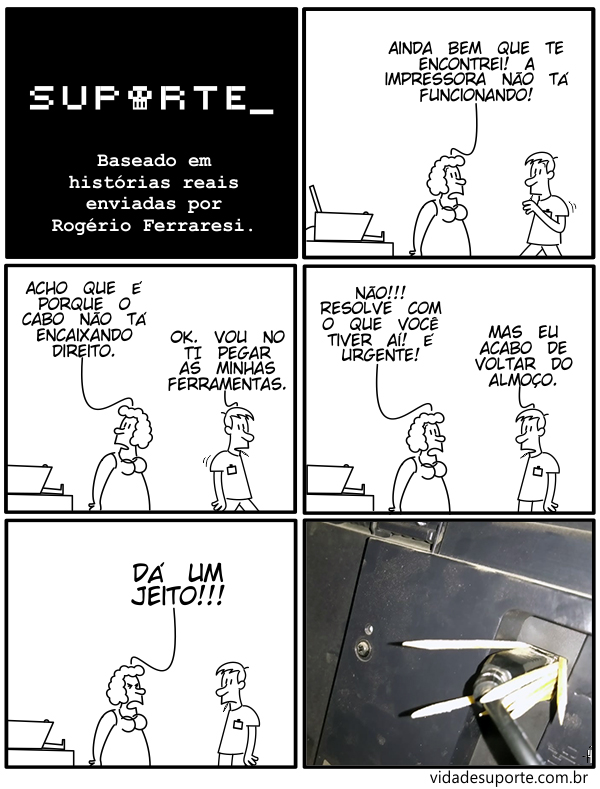 SUPORTE_
Baseado em
histórias reais
enviadas por
Rogério Ferraresi.
AINDA BEM QUE TE
ENCONTREI! A
IMPRESSORA NÃO TÁ
FUNCIONANDO!
ACHO QUE É
PORQUE O
CABO NÃO TÁ
ENCAIXANDO
DIREITO.
OK. VOU NO
TI PEGAR
AS MINHAS
FERRAMENTAS.
NÃO!!!
RESOLVE COM
O QUE VOCÊ
TIVER AÍ! É
URGENTE!
MAS EU
ACABO DE
VOLTAR DO
ALMOÇO.
DÁ UM
JEITO!!!
vidadesuporte.com.br